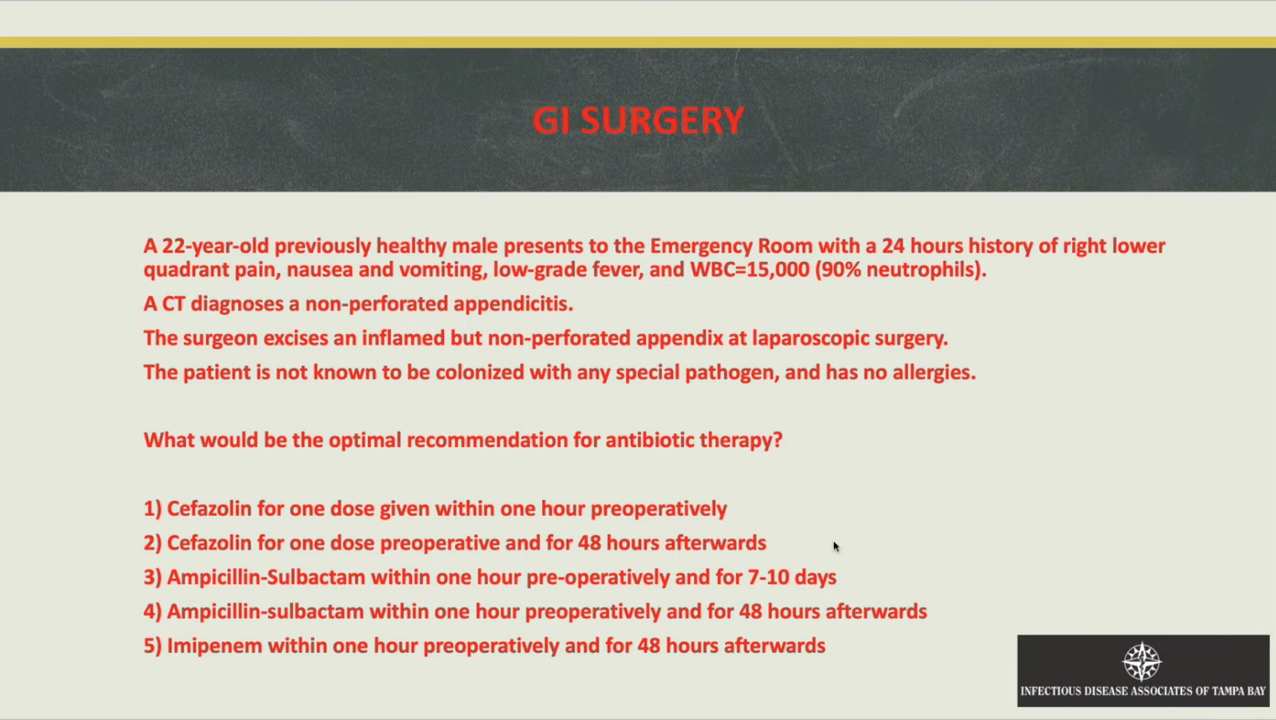 GI SURGERY
A 22-year-old previously healthy male presents to the Emergency Room with a 24 hours history of right lower
quadrant pain, nausea and vomiting, low-grade fever, and WBC=15,000 (90% neutrophils).
A CT diagnoses a non-perforated appendicitis.
The surgeon excises an inflamed but non-perforated appendix at laparoscopic surgery.
The patient is not known to be colonized with any special pathogen, and has no allergies.
What would be the optimal recommendation for antibiotic therapy?
1) Cefazolin for one dose given within one hour preoperatively
2) Cefazolin for one dose preoperative and for 48 hours afterwards
3) Ampicillin-Sulbactam within one hour pre-operatively and for 7-10 days
4) Ampicillin-sulbactam within one hour preoperatively and for 48 hours afterwards
5) Imipenem within one hour preoperatively and for 48 hours afterwards
INFECTIOUS DISEASE ASSOCIATES OF TAMPA BAY